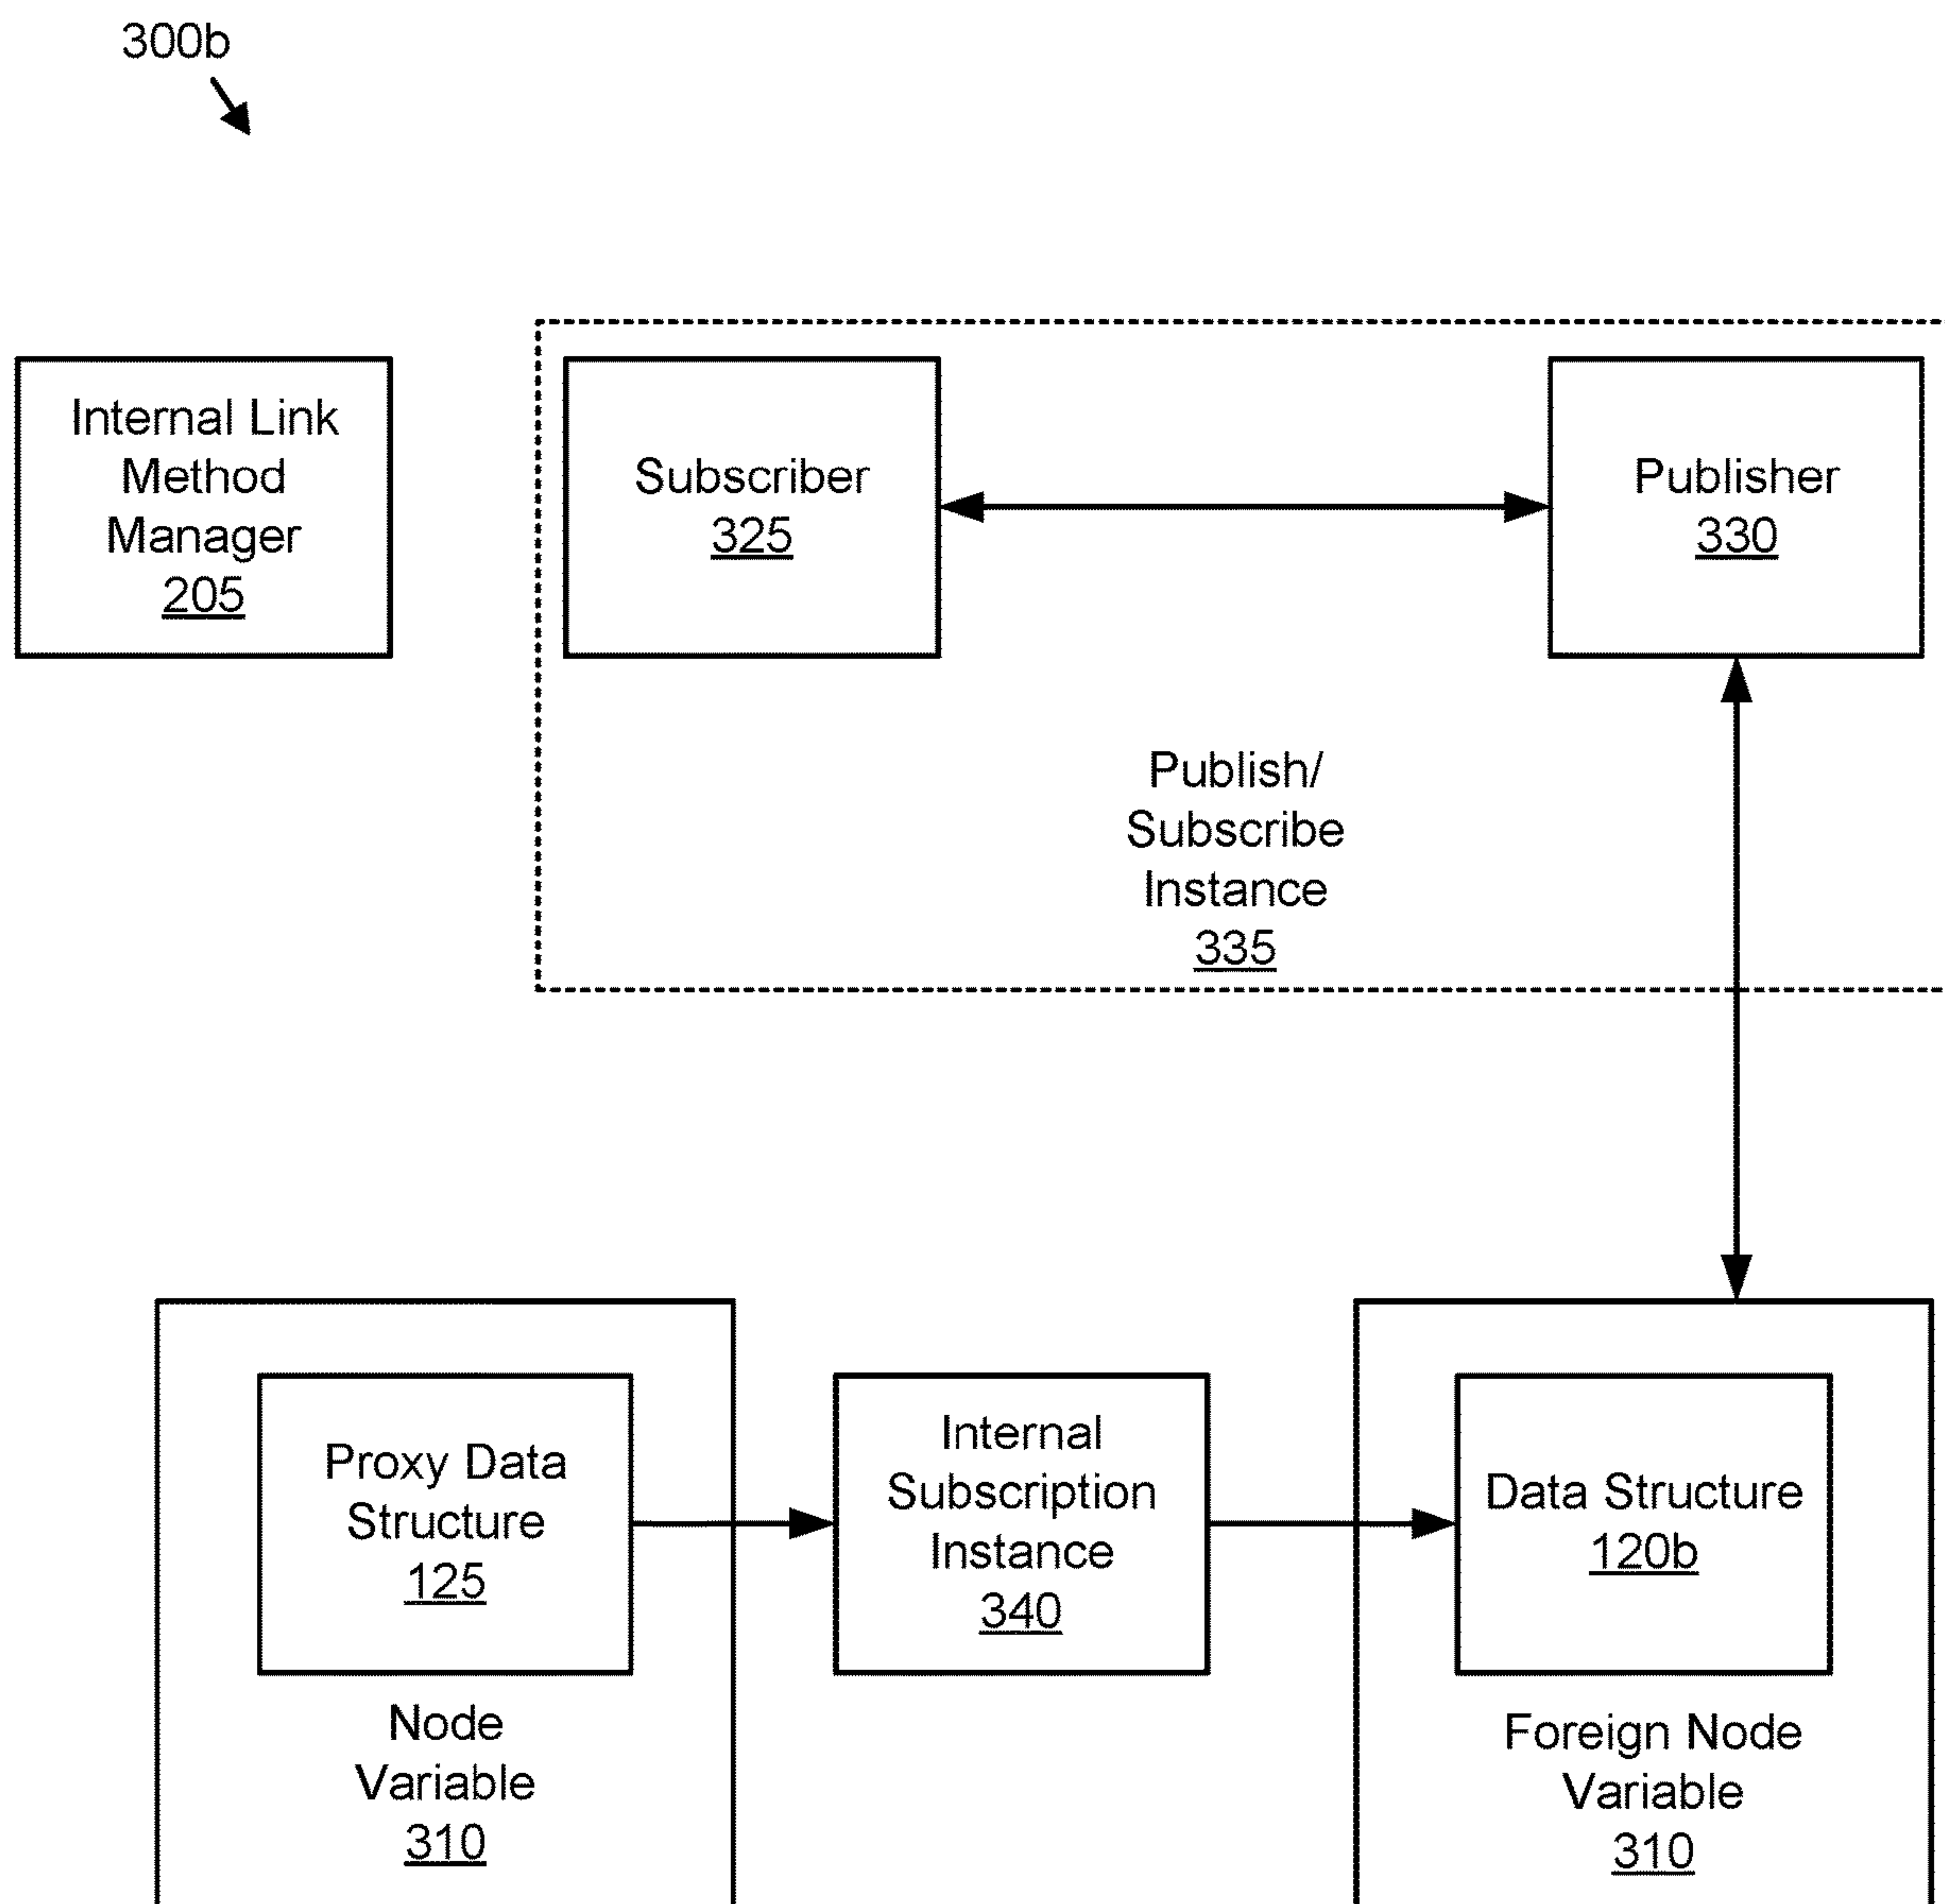 300b
Internal Link
Method
Manager
205
Subscriber
325
Publisher
330
Publish/
Subscribe
Instance
335
Proxy Data
Structure
125
Node
Variable
310
Internal
Subscription
Instance
340
Data Structure
120b
Foreign Node
Variable
310